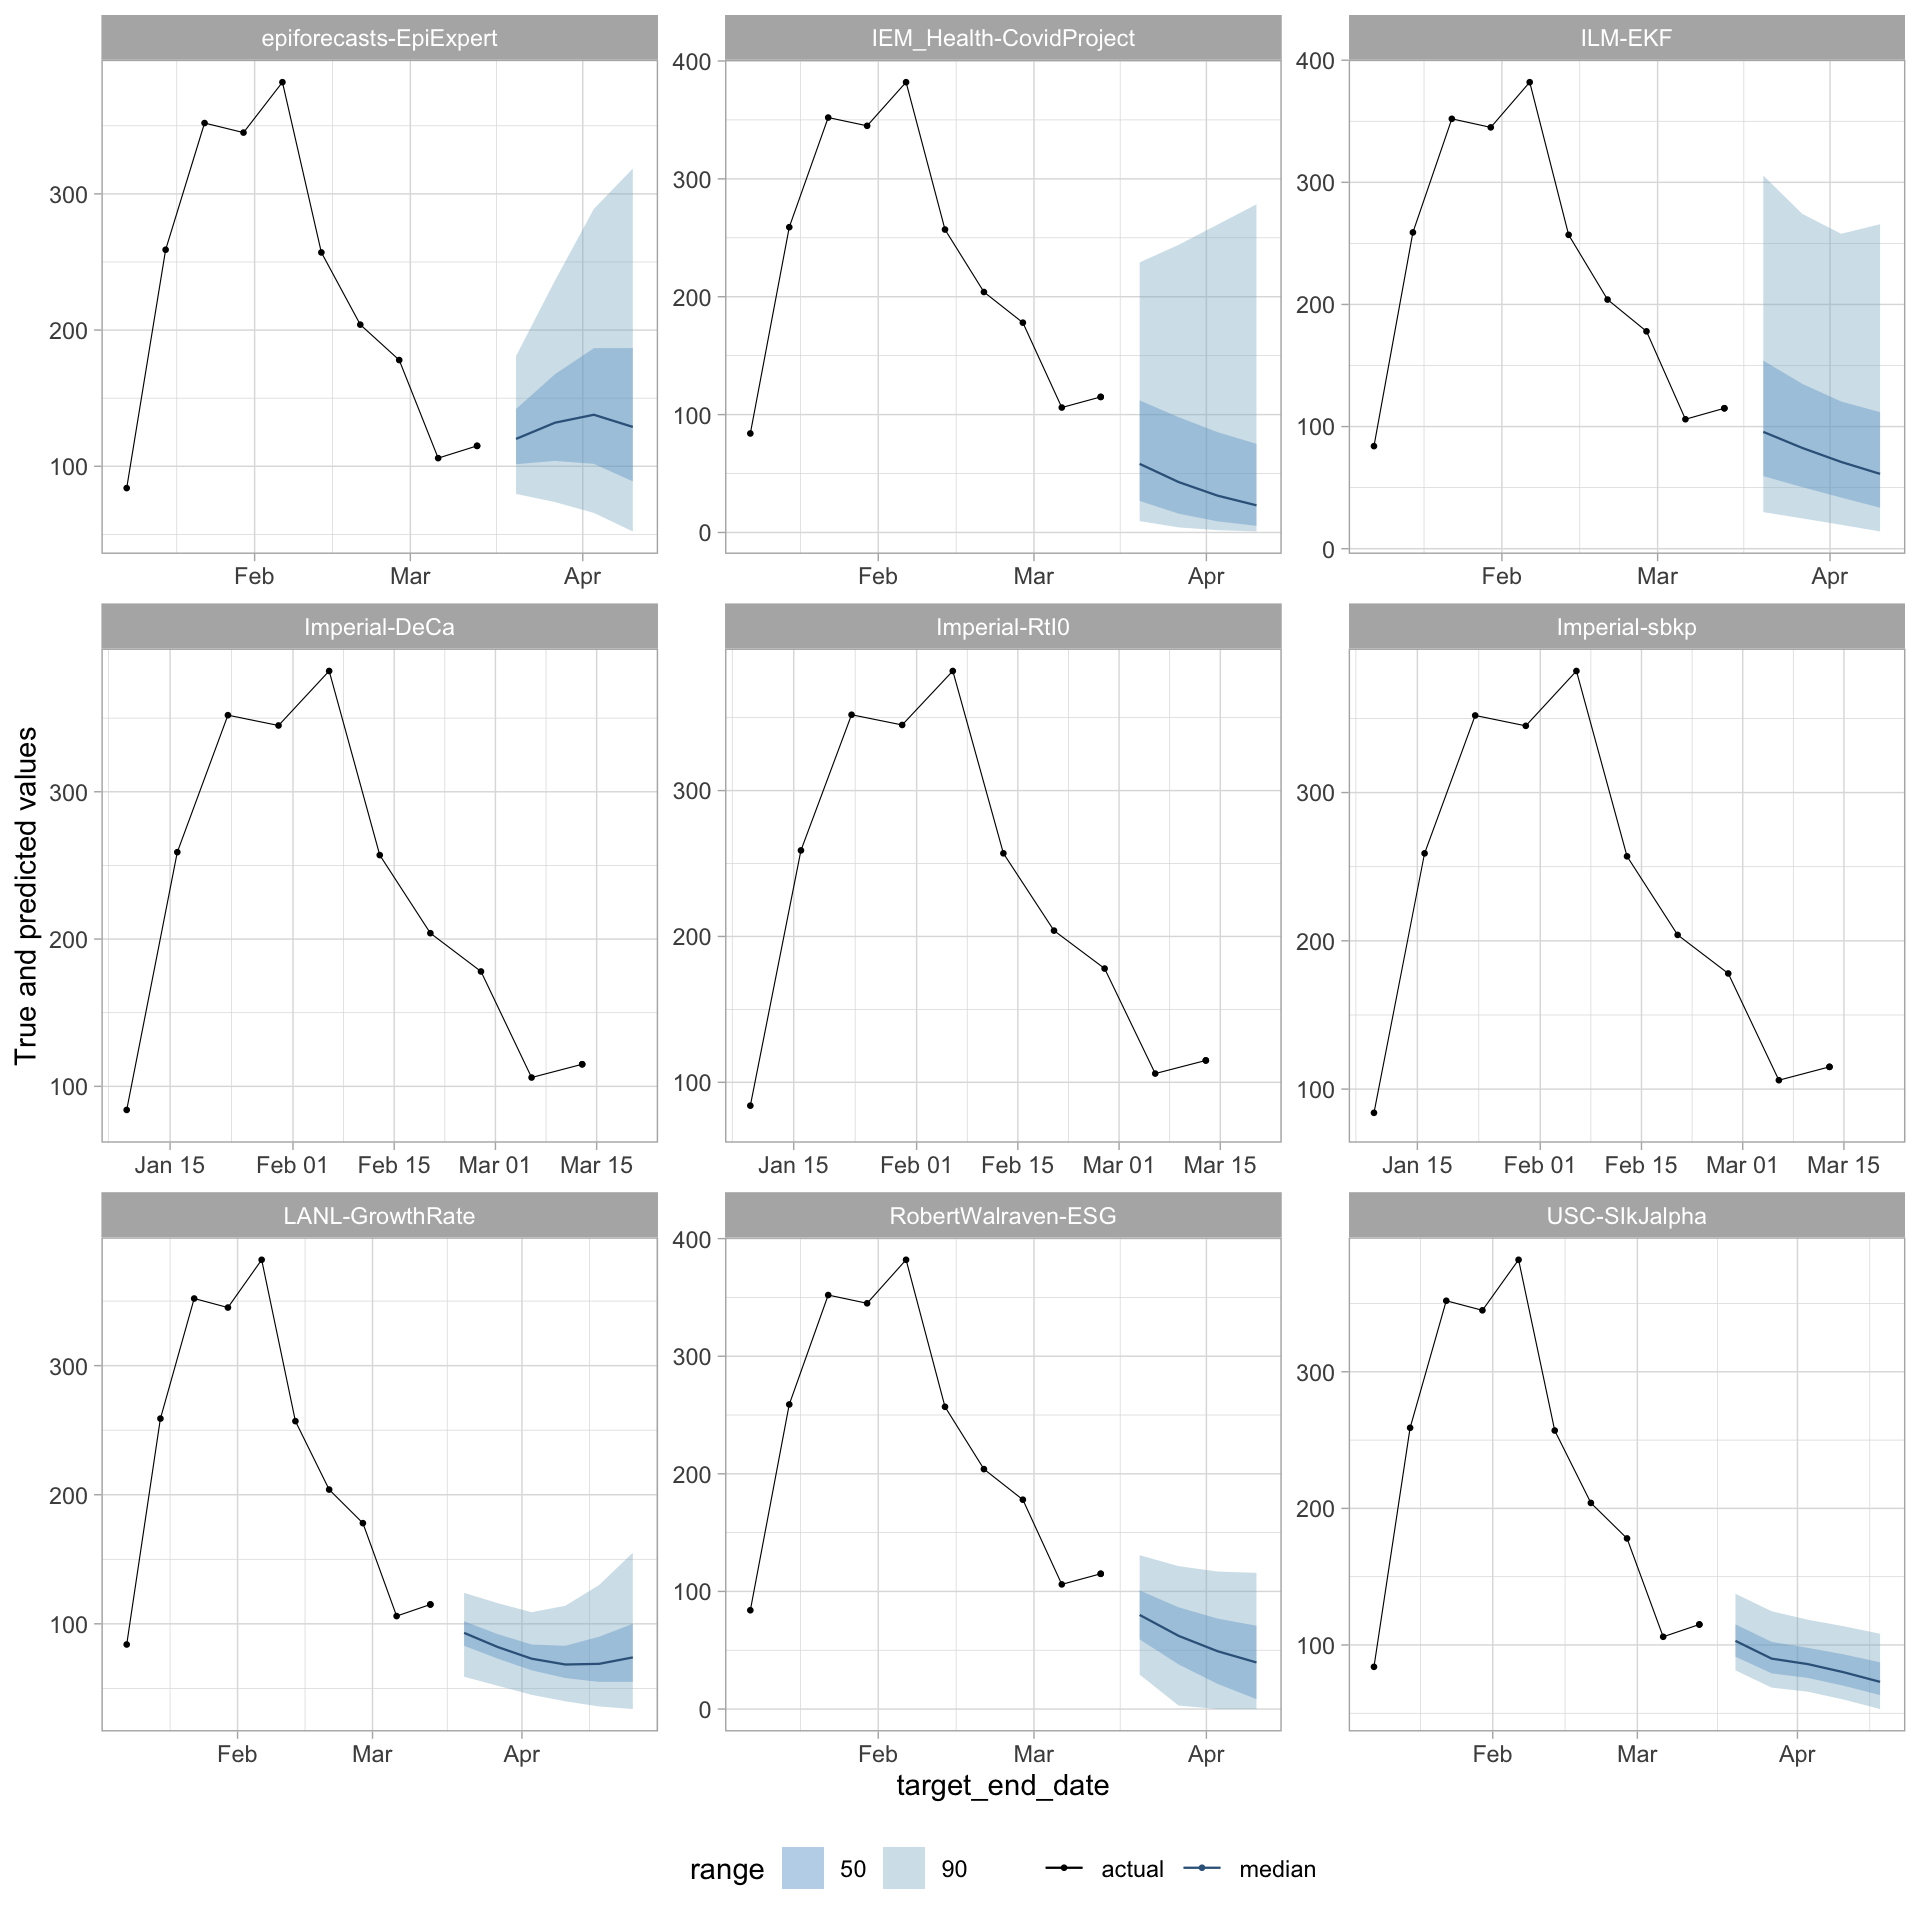 epiforecasts-EpiExpert
IEM_Health-CovidProject
ILM-EKF
300
200
100
400
300
200
100
0
400
300
200
100
0
Feb Mar Apr
Feb Mar Apr
Feb Mar Apr
Imperial-DeCa
Imperial-RtI0
Imperial-sbkp
True and predicted values
300
200
100
300
200
100
300
200
100
Jan 15 Feb 01 Feb 15 Mar 01 Mar 15
Jan 15 Feb 01 Feb 15 Mar 01 Mar 15
Jan 15 Feb 01 Feb 15 Mar 01 Mar 15
LANL-GrowthRate
RobertWalraven-ESG
USC-SIkJalpha
300
200
100
400
300
200
100
0
300
200
100
Feb Mar Apr
Feb Mar Apr
Feb Mar Apr
target_end_date
range 50 90 actual median